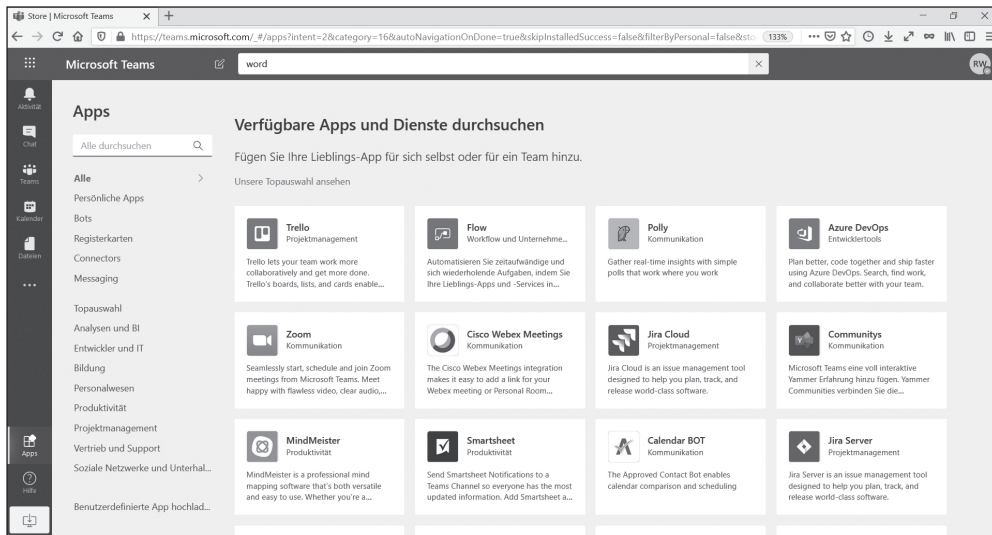 Store | Microsoft Teams
https://teams.microsoft.com/_#/apps?intent=2&category=16&autoNavigationOnDone=true&skipInstalledSuccess=false&filterByPersonal=false&sto
133%
Microsoft Teams
word
RW
Aktivität
Chat
Teams
Kalender
Dateien
Apps
Hilfe
Apps
Alle durchsuchen
Alle
Persönliche Apps
Bots
Registerkarten
Connectors
Messaging
Topauswahl
Analysen und BI
Entwickler und IT
Bildung
Personalwesen
Produktivität
Projektmanagement
Vertrieb und Support
Soziale Netzwerke und Unterhal...
Benutzerdefinierte App hochlad...
Verfügbare Apps und Dienste durchsuchen
Fügen Sie Ihre Lieblings-App für sich selbst oder für ein Team hinzu.
Unsere Topauswahl ansehen
Trello
Projektmanagement
Trello lets your team work more
collaboratively and get more done.
Trello's boards, lists, and cards enable...
Flow
Workflow und Unternehme...
Automatisieren Sie zeitaufwändige und
sich wiederholende Aufgaben, indem Sie
Ihre Lieblings-Apps und -Services in...
Polly
Kommunikation
Gather real-time insights with simple
polls that work where you work
Azure DevOps
Entwicklertools
Plan better, code together and ship faster
using Azure DevOps. Search, find work,
and collaborate better with your team.
Zoom
Kommunikation
Seamlessly start, schedule and join Zoom
meetings from Microsoft Teams. Meet
happy with flawless video, clear audio,...
Cisco Webex Meetings
Kommunikation
The Cisco Webex Meetings integration
makes it easy to add a link for your
Webex meeting or Personal Room...
Jira Cloud
Projektmanagement
Jira Cloud is an issue management tool
designed to help you plan, track, and
release world-class software.
Communitys
Kommunikation
Microsoft Teams eine voll interaktive
Yammer Erfahrung hinzu fügen. Yammer
Communities verbinden Sie die...
MindMeister
Produktivität
MindMeister is a professional mind
mapping software that's both versatile
and easy to use. Whether you're a...
Smartsheet
Produktivität
Send Smartsheet Notifications to a
Teams Channel so everyone has the most
updated information. Add Smartsheet a...
Calendar BOT
Kommunikation
The Approved Contact Bot enables
calendar comparison and scheduling
Jira Server
Projektmanagement
Jira Server is an issue management tool
designed to help you plan, track, and
release world-class software.